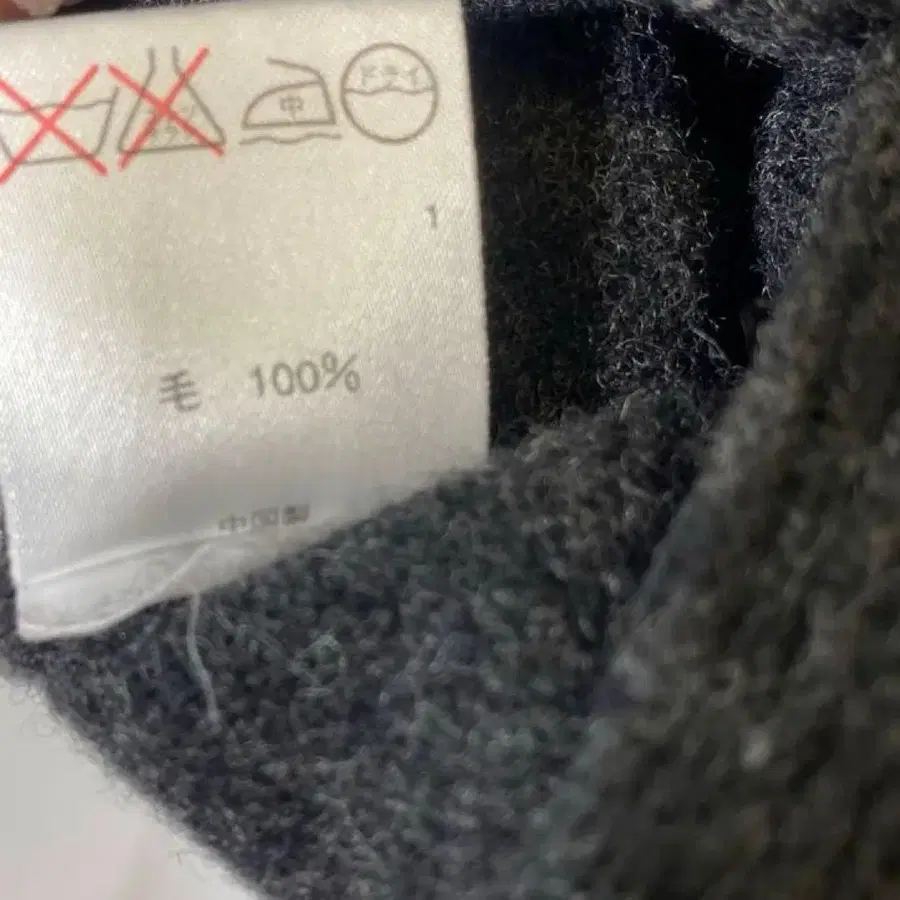 中 ドライ
1
毛 100%
中国製